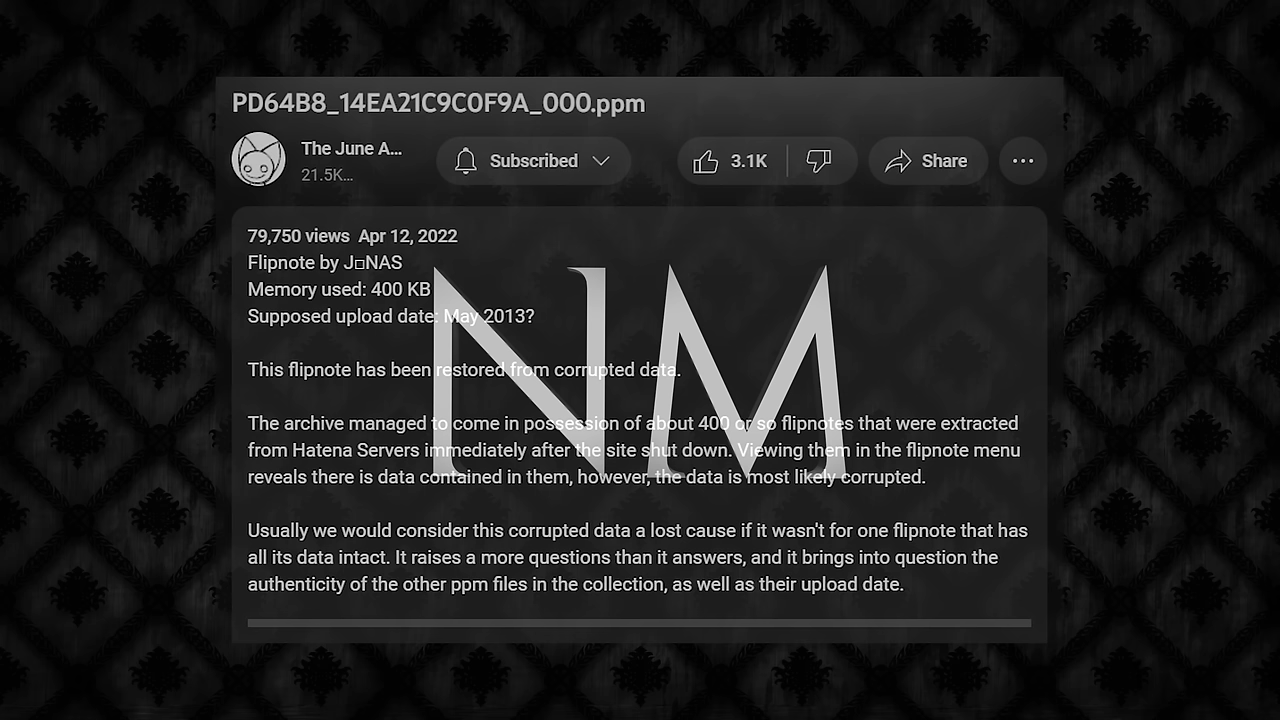 PD64B8_14EA21C9C0F9A_000.ppm
The June A...
21.5K...
Subscribed
3.1K
Share
79,750 views  Apr 12, 2022
Flipnote by J□NAS
Memory used: 400 KB
Supposed upload date: May 2013?
This flipnote has been restored from corrupted data.
The archive managed to come in possession of about 400 or so flipnotes that were extracted
from Hatena Servers immediately after the site shut down. Viewing them in the flipnote menu
reveals there is data contained in them, however, the data is most likely corrupted.
Usually we would consider this corrupted data a lost cause if it wasn't for one flipnote that has
all its data intact. It raises a more questions than it answers, and it brings into question the
authenticity of the other ppm files in the collection, as well as their upload date.
NM